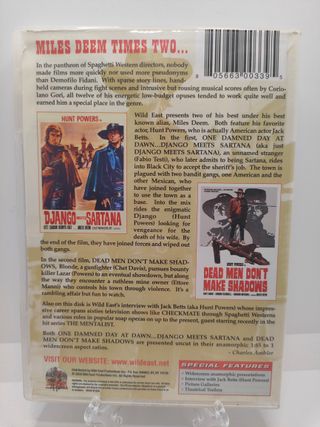 MILES DEEM TIMES TWO...
In the pantheon of Spaghetti Western directors, nobody
made films more quickly nor used more pseudonyms
than Demofilo Fidani. With sparse story lines, hand-
held cameras during fight scenes and intrusive but rousing musical scores often by Corio-
lano Gori, all twelve of his energetic low-budget opuses tended to work quite well and
earned him a special place in the genre.
8 05663 00339 5
Wild East presents two of his best under his best
known alias, Miles Deem. Both feature his favorite
actor, Hunt Powers, who is actually American actor Jack
Betts. In the first, ONE DAMNED DAY AT
DAWN...DJANGO MEETS SARTANA (aka just
DJANGO MEETS SARTANA), an unnamed stranger
(Fabio Testi), who later admits to being Sartana, rides
into Black City to accept the sheriff's job. The town is
plagued with two bandit gangs, one American and the
other Mexican, who
have joined together
to use the town as a
base. Into the mix
rides the enigmatic
Django (Hunt
Powers) looking for
vengeance for the
death of his wife. By
the end of the film, they have joined forces and wiped out
both gangs.
HUNT POWERS
DJANGO
MEETS
SARTANA
In the second film, DEAD MEN DON'T MAKE SHAD-
OWS, Blonde, a gunfighter (Chet David, pursues bounty
killer Lazar (Powers) to an eventual showdown, but along
the way they encounter a ruthless mine owner (Ettore
Manni) who controls the town through violence. It's a
rambling affair but fun to watch.
HUNT POWERS
DEAD MEN DON'T
MAKE SHADOWS
Also on this disk is Wild East's interview with Jack Betts (aka Hunt Powers) whose impres-
sive career spans sixties television shows like CHECKMATE through Spaghetti Westerns
and various roles in popular soap operas on up to the present, guest starring recently in the
hit series THE MENTALIST.
Both ONE DAMNED DAY AT DAWN...DJANGO MEETS SARTANA and DEAD
MEN DON'T MAKE SHADOWS are presented uncut in their anamorphic 1:85 to 1
widescreen aspect ratios.
- Charles Ambler
VISIT OUR WEBSITE: www.wildeast.net
SPECIAL FEATURES
• Widescreen anamorphic presentations
• Interview with Jack Betts (Hunt Powers)
• Picture Galleries
• Theatrical Trailers